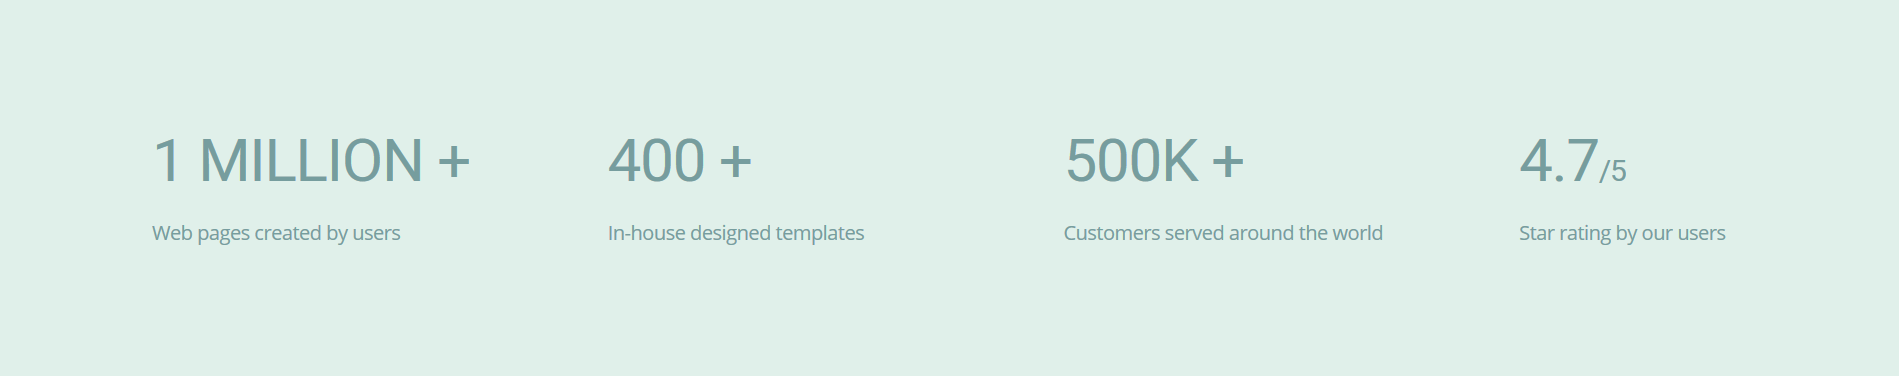 1 MILLION +
Web pages created by users
400 +
In-house designed templates
500K +
Customers served around the world
4.7/5
Star rating by our users